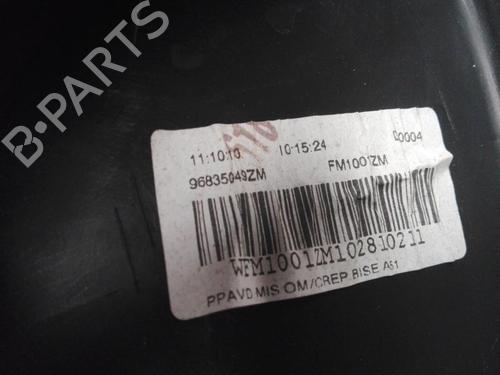 B-PARTS
11:10:10 10:15:24 00004
96835049ZM FM1001ZM
WFM1001ZM102810211
PPAVD MIS OM/CREP BISE A51